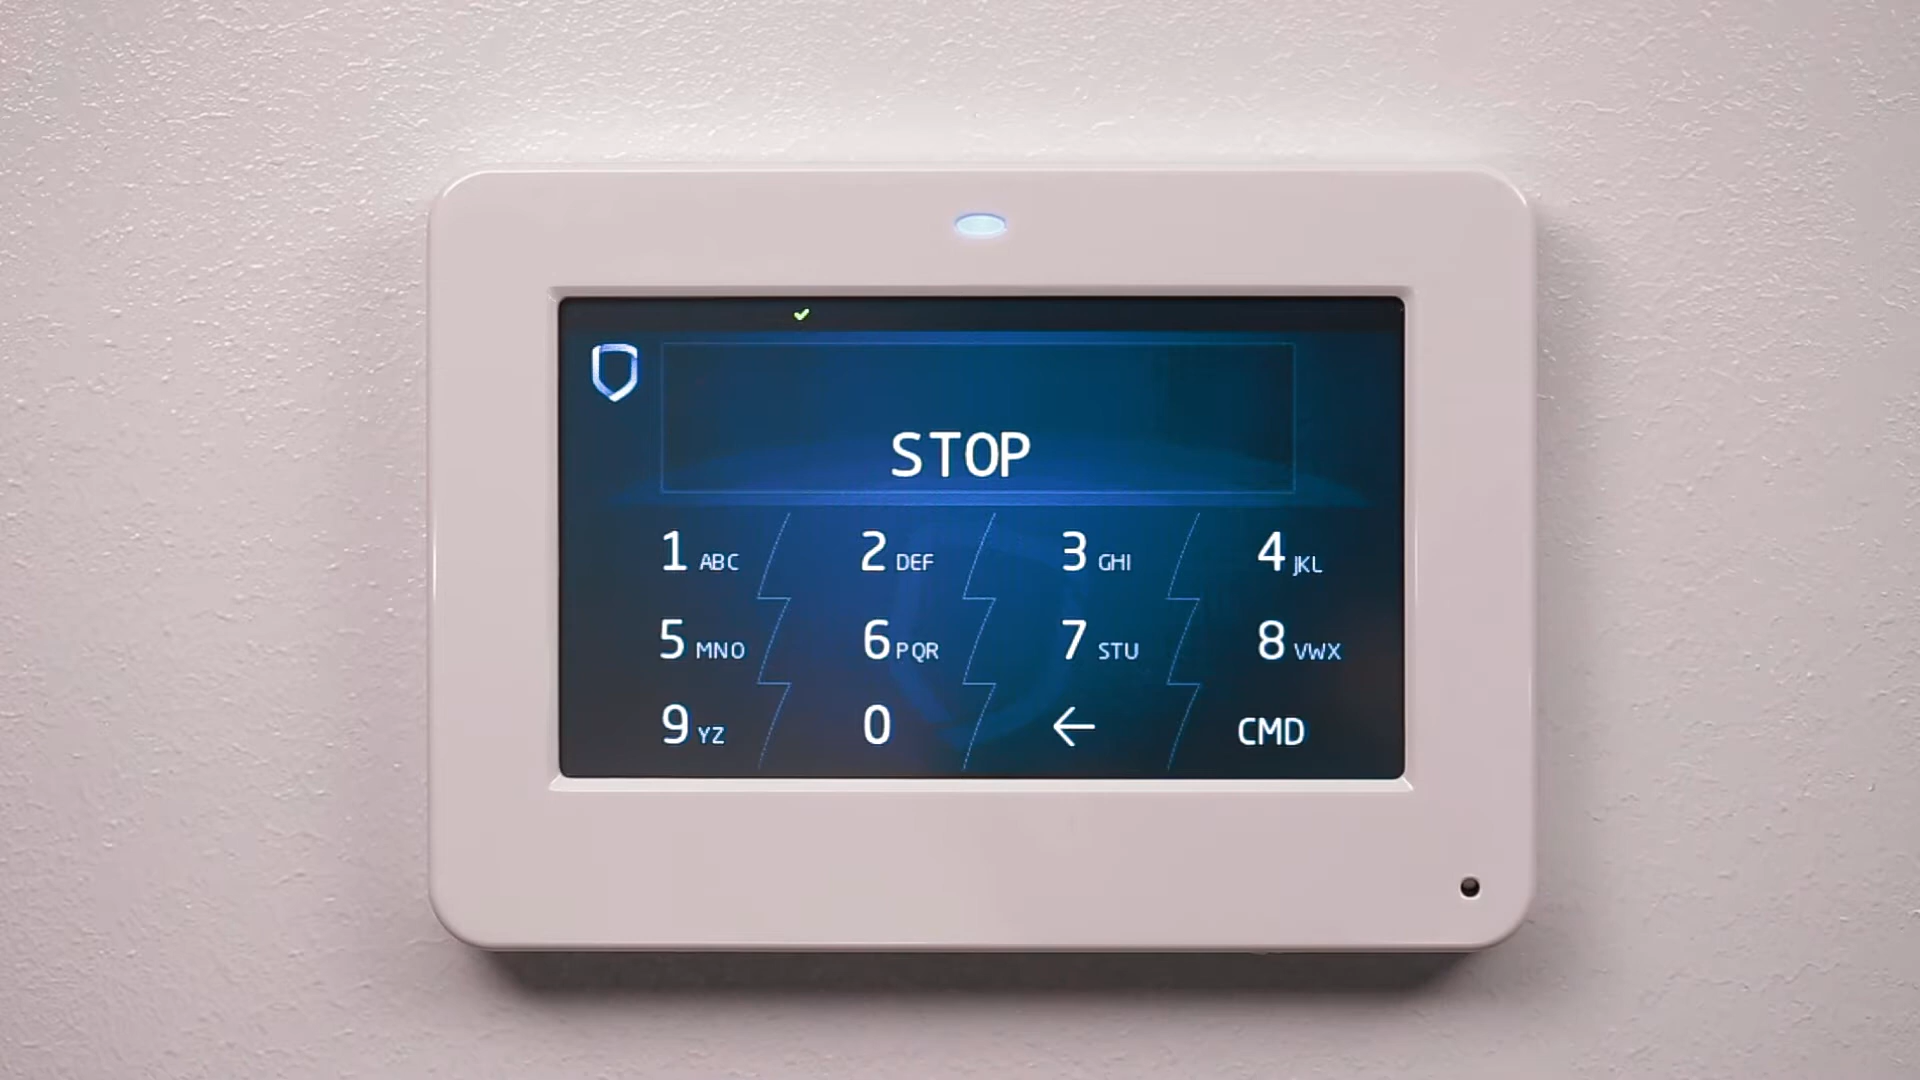 STOP
1 ABC 2 DEF 3 GHI 4 JKL
5 MNO 6 PQR 7 STU 8 VWX
9 YZ 0 ← CMD